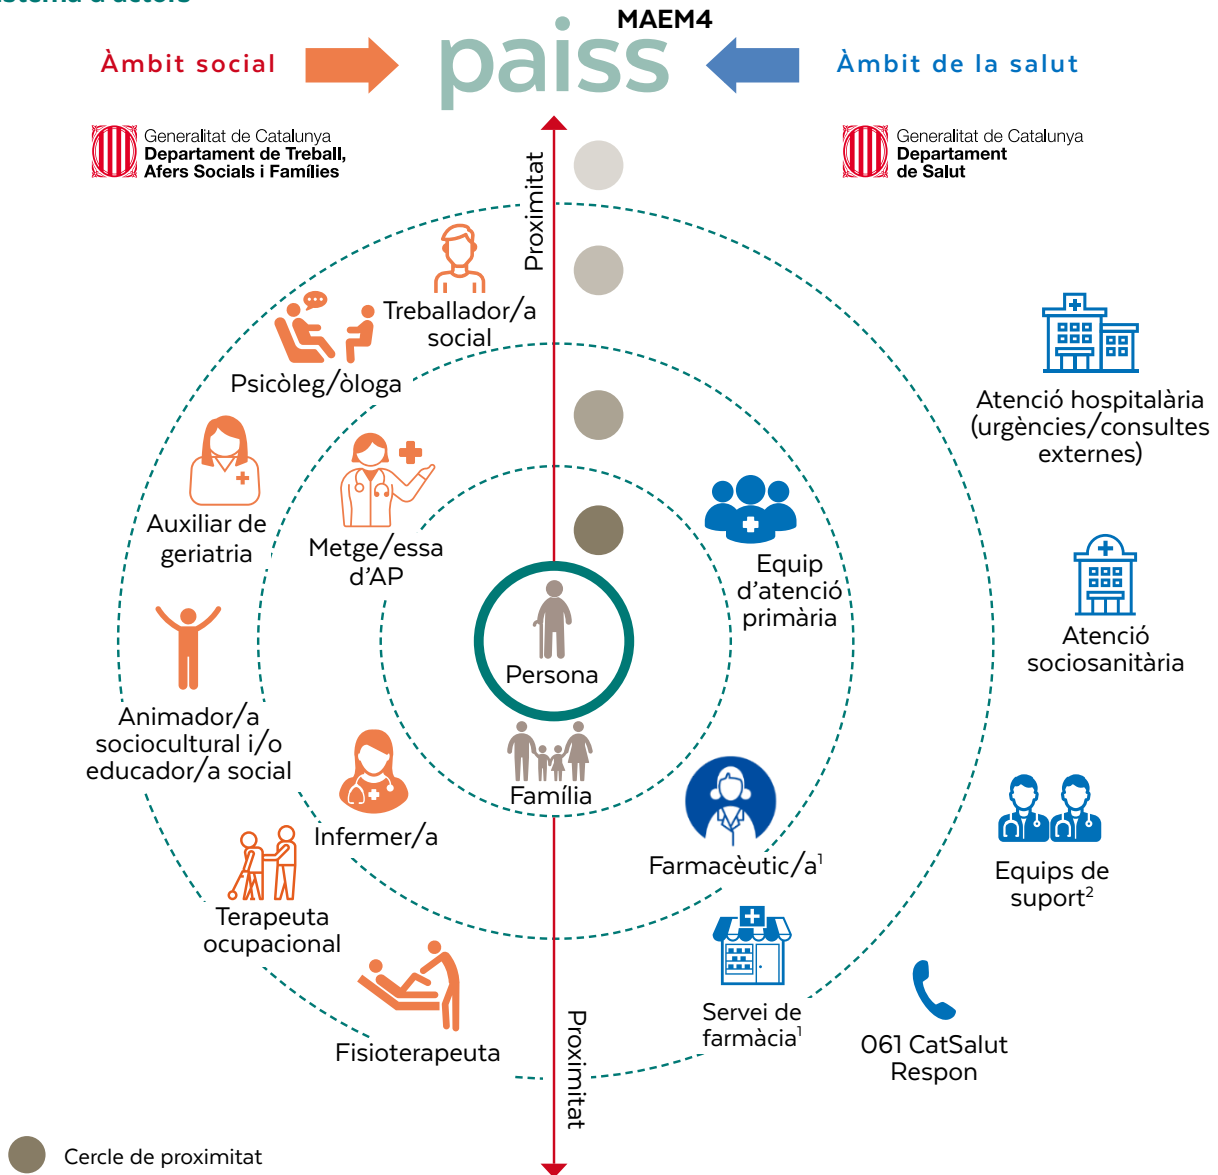 MAEM4
Àmbit social
paiss
Àmbit de la salut
Generalitat de Catalunya
Departament de Treball,
Afers Socials i Famílies
Generalitat de Catalunya
Departament
de Salut
Proximitat
Treballador/a
social
Psicòleg/òloga
Atenció hospitalària
(urgències/consultes
externes)
Auxiliar de
geriatria
Metge/essa
d'AP
Equip
d'atenció
primària
Atenció
sociosanitària
Persona
Animador/a
sociocultural i/o
educador/a social
Família
Infermer/a
Farmacèutic/a¹
Equips de
suport²
Terapeuta
ocupacional
Servei de
farmàcia¹
Fisioterapeuta
061 CatSalut
Respon
Proximitat
Cercle de proximitat